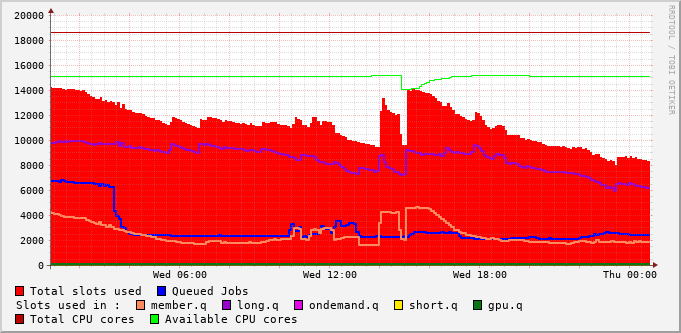 20000
18000
16000
14000
12000
10000
8000
6000
4000
2000
0
Wed 06:00 Wed 12:00 Wed 18:00 Thu 00:00
RRDTOOL / TOBI OETIKER
Total slots used Queued Jobs
Slots used in : member.q long.q ondemand.q short.q gpu.q
Total CPU cores Available CPU cores